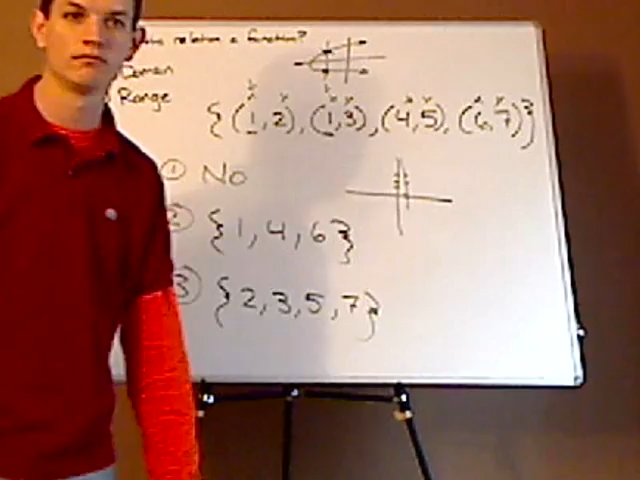 relation a function?
Domain
Range
x y x y x y x y
{(1,2), (1,3), (4,5), (6,7)}
① No
② {1, 4, 6}
③ {2, 3, 5, 7}